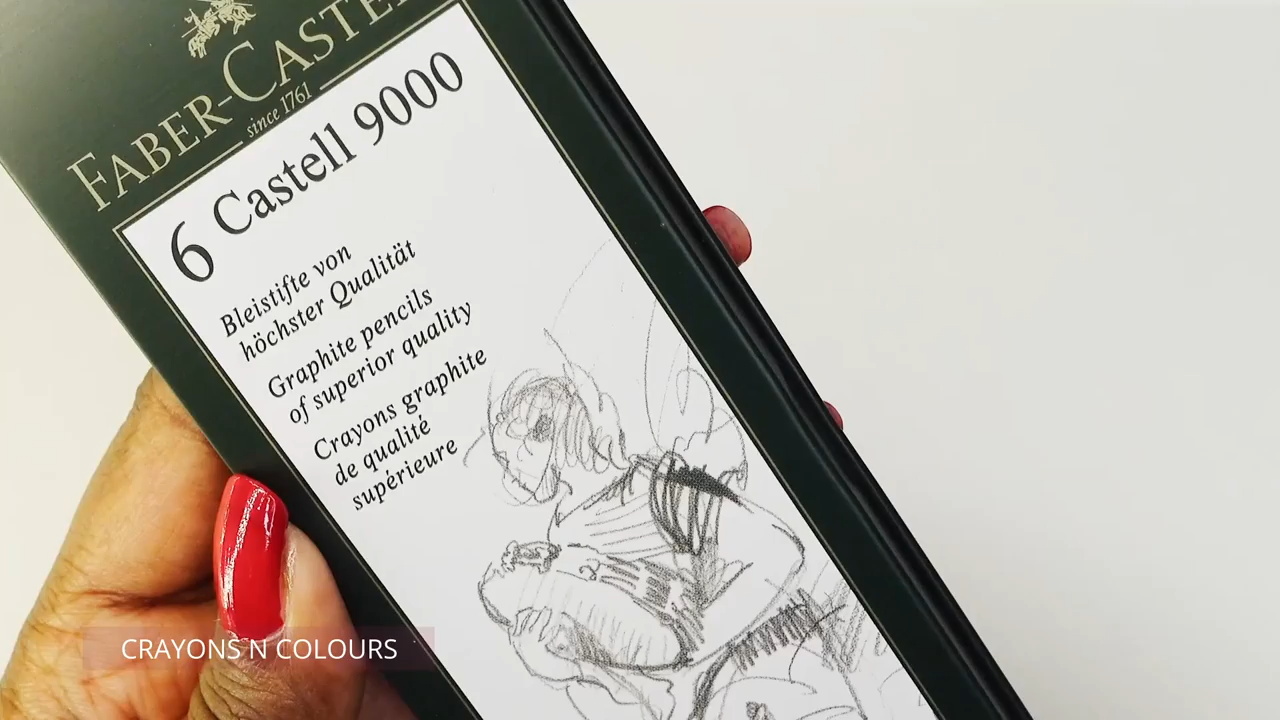 FABER-CASTEL
since 1761
6 Castell 9000
Bleistifte von
höchster Qualität
Graphite pencils
of superior quality
Crayons graphite
de qualité
supérieure
CRAYONS N COLOURS